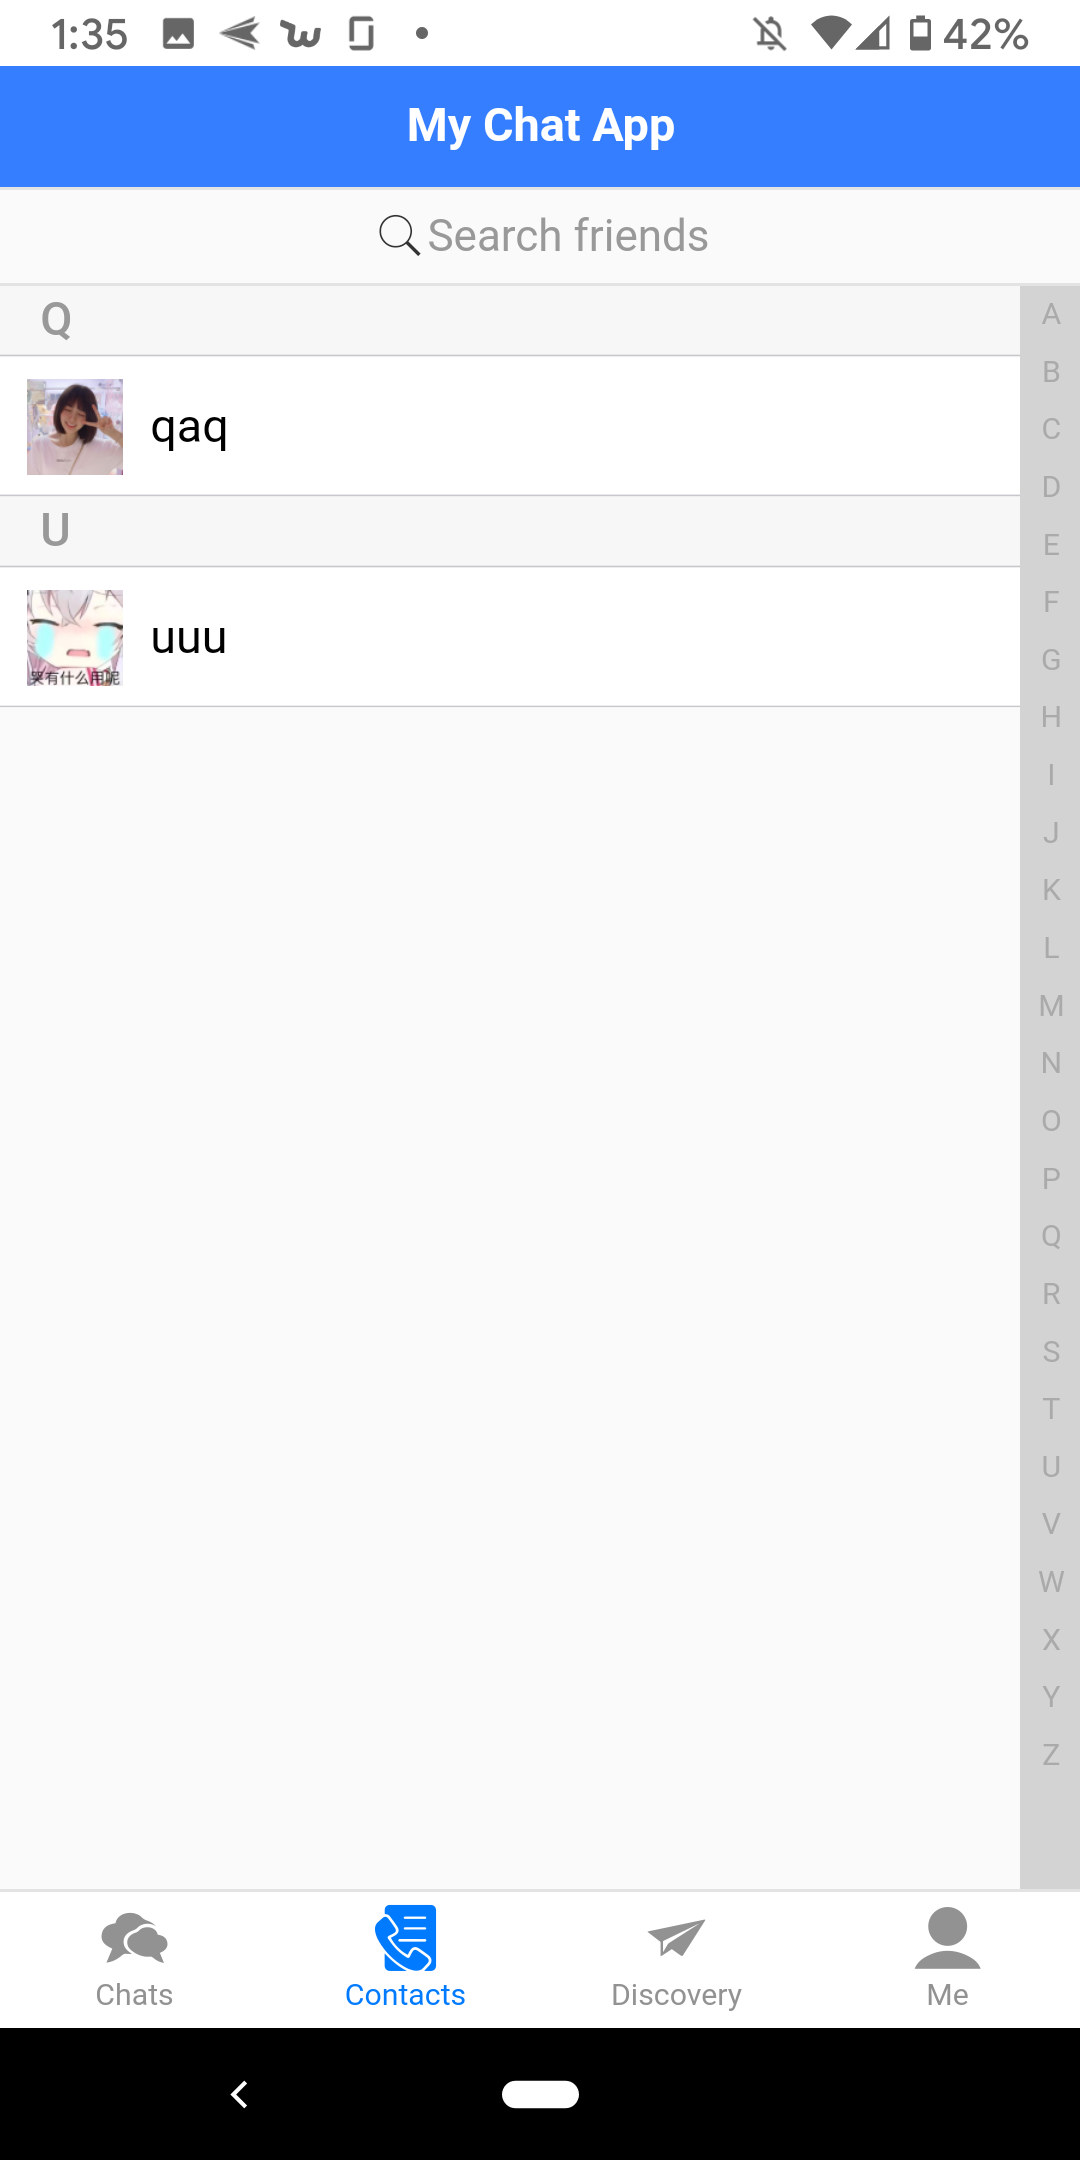 1:35
42%
My Chat App
Search friends
Q
qaq
U
uuu
哭有什么用呢
A
B
C
D
E
F
G
H
I
J
K
L
M
N
O
P
Q
R
S
T
U
V
W
X
Y
Z
Chats
Contacts
Discovery
Me